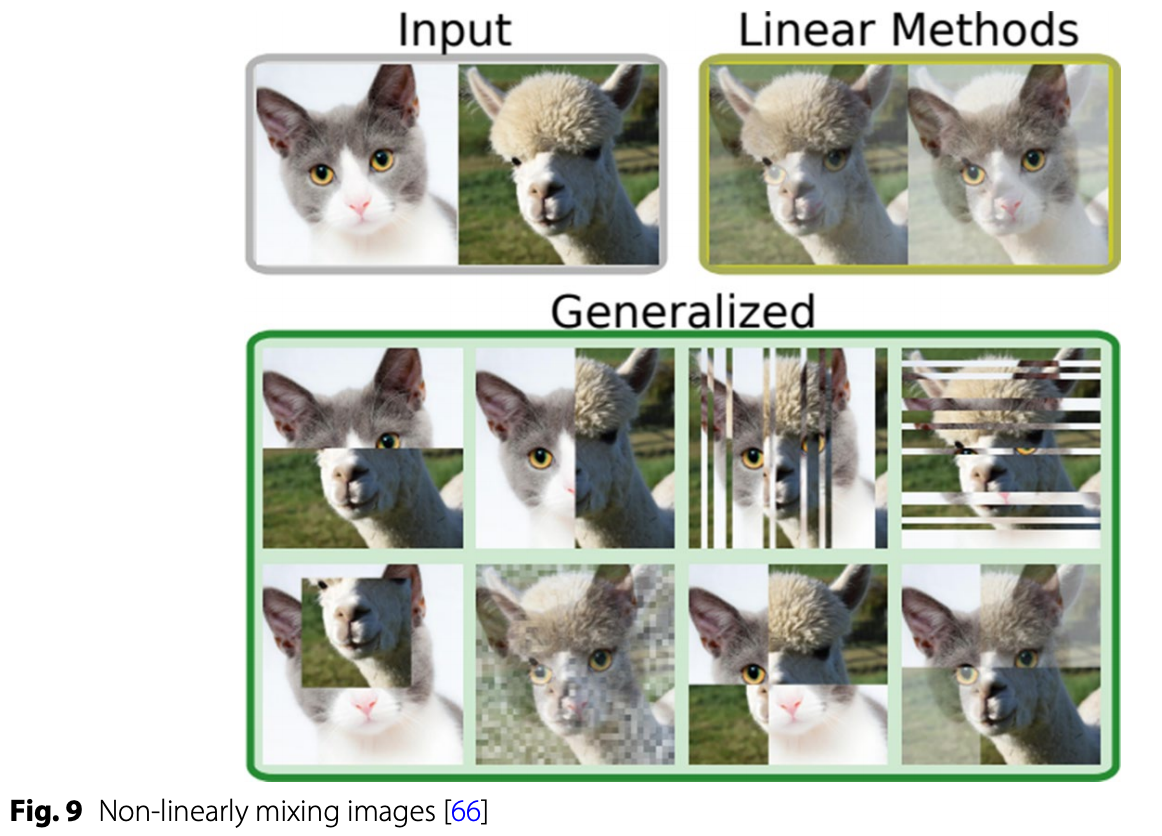 Input
Linear Methods
Generalized
Fig. 9 Non-linearly mixing images [66]